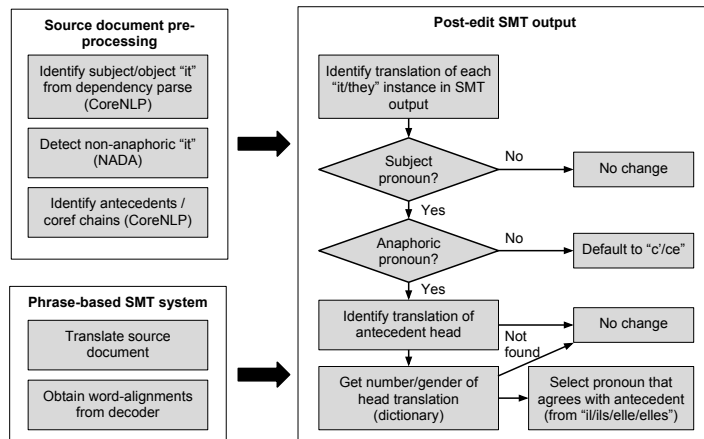 Source document pre-
processing
Identify subject/object “it”
from dependency parse
(CoreNLP)
Detect non-anaphoric “it”
(NADA)
Identify antecedents /
coref chains (CoreNLP)
Phrase-based SMT system
Translate source
document
Obtain word-alignments
from decoder
Post-edit SMT output
Identify translation of each
“it/they” instance in SMT
output
Subject
pronoun?
No
No change
Yes
Anaphoric
pronoun?
No
Default to “c’/ce”
Yes
Identify translation of
antecedent head
No change
Not
found
Get number/gender of
head translation
(dictionary)
Select pronoun that
agrees with antecedent
(from “il/ils/elle/elles”)